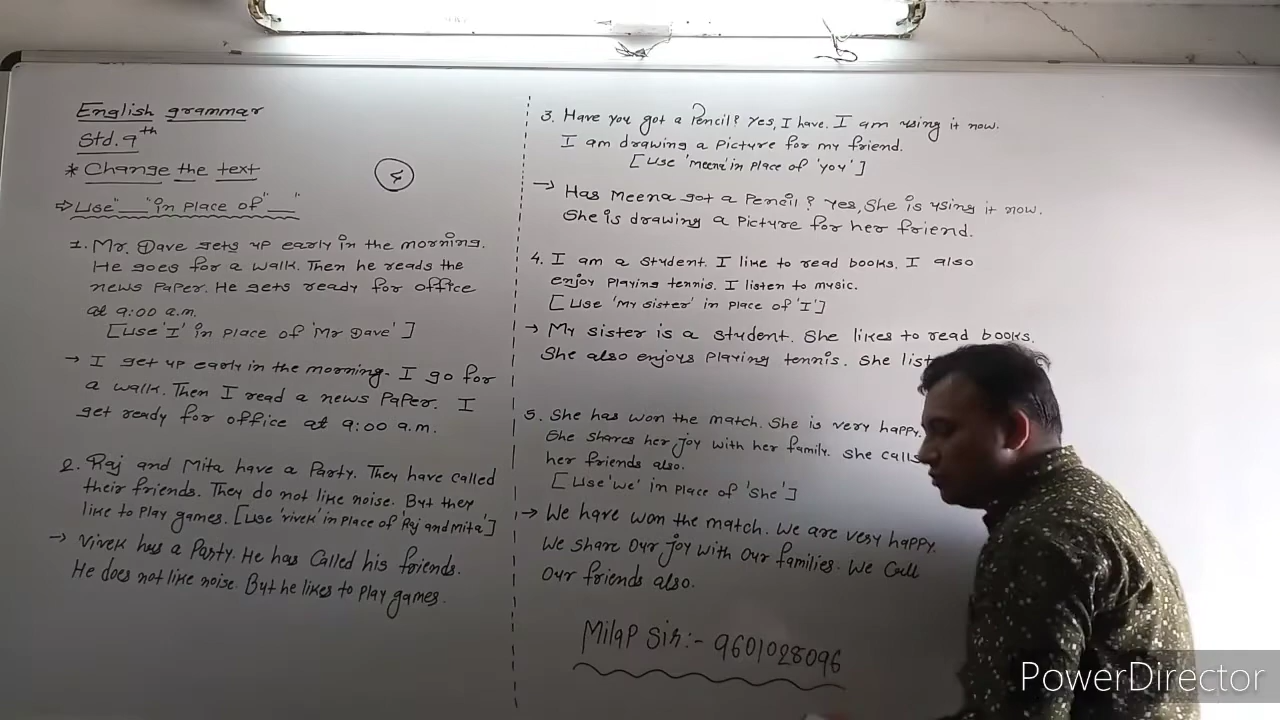 English grammar
Std. 9th
* Change the text
4
⇒ Use "___" in place of "___"
1. Mr. Dave gets up early in the morning.
He goes for a walk. Then he reads the
news paper. He gets ready for office
at 9:00 a.m.
[Use 'I' in place of 'Mr Dave']
→ I get up early in the morning. I go for
a walk. Then I read a news paper. I
get ready for office at 9:00 a.m.
2. Raj and Mita have a party. They have called
their friends. They do not like noise. But they
like to play games. [Use 'vivek' in place of 'Raj and Mita']
→ Vivek has a party. He has called his friends.
He does not like noise. But he likes to play games.
3. Have you got a pencil? Yes, I have. I am using it now.
I am drawing a picture for my friend.
[Use 'meena' in place of 'you']
→ Has Meena got a pencil? Yes, She is using it now.
She is drawing a picture for her friend.
4. I am a student. I like to read books. I also
enjoy playing tennis. I listen to music.
[Use 'My sister' in place of 'I']
→ My sister is a student. She likes to read books.
She also enjoys playing tennis. She
5. She has won the match. She is very happy.
She shares her joy with her family. She calls
her friends also.
[Use 'we' in place of 'She']
→ We have won the match. We are very happy.
We share our joy with our families. We call
our friends also.
Milap Sir:- 9601028096
PowerDirector